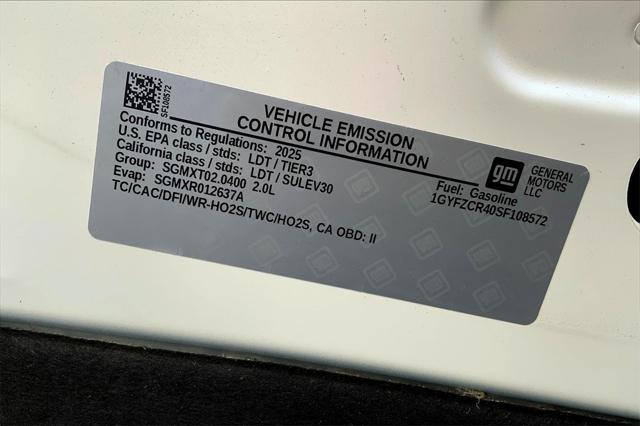 SF108572
VEHICLE EMISSION
CONTROL INFORMATION
Conforms to Regulations: 2025
U.S. EPA class / stds: LDT / TIER3
California class / stds: LDT / SULEV30
Group: SGMXT02.0400 2.0L
Evap: SGMXR012637A
TC/CAC/DFI/WR-HO2S/TWC/HO2S, CA OBD: II
gm
GENERAL
MOTORS
LLC
Fuel: Gasoline
1GYFZCR40SF108572